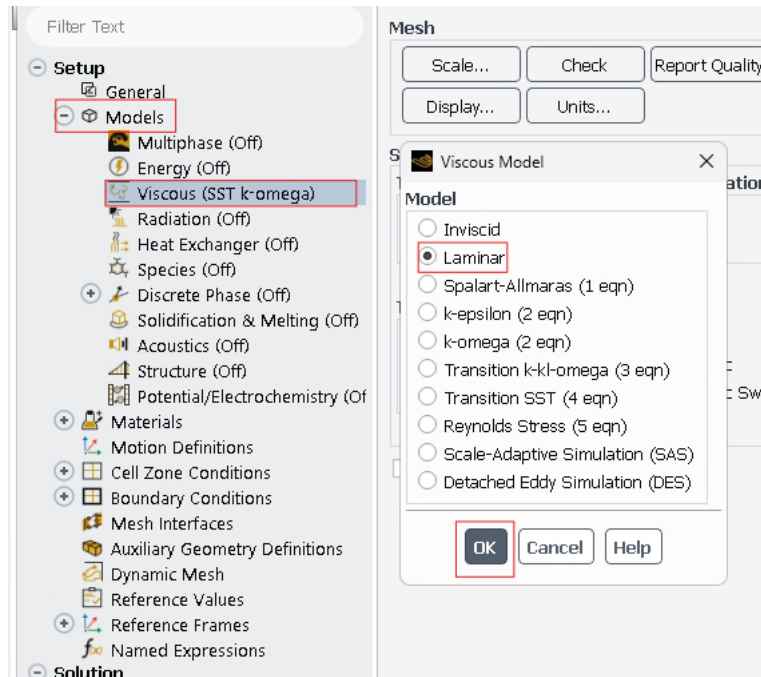 Filter Text
Setup
General
Models
Multiphase (Off)
Energy (Off)
Viscous (SST k-omega)
Radiation (Off)
Heat Exchanger (Off)
Species (Off)
Discrete Phase (Off)
Solidification & Melting (Off)
Acoustics (Off)
Structure (Off)
Potential/Electrochemistry (Of
Materials
Motion Definitions
Cell Zone Conditions
Boundary Conditions
Mesh Interfaces
Auxiliary Geometry Definitions
Dynamic Mesh
Reference Values
Reference Frames
Named Expressions
Solution
Mesh
Scale... Check Report Quality
Display... Units...
Viscous Model
Model
Inviscid
Laminar
Spalart-Allmaras (1 eqn)
k-epsilon (2 eqn)
k-omega (2 eqn)
Transition k-kl-omega (3 eqn)
Transition SST (4 eqn)
Reynolds Stress (5 eqn)
Scale-Adaptive Simulation (SAS)
Detached Eddy Simulation (DES)
OK Cancel Help